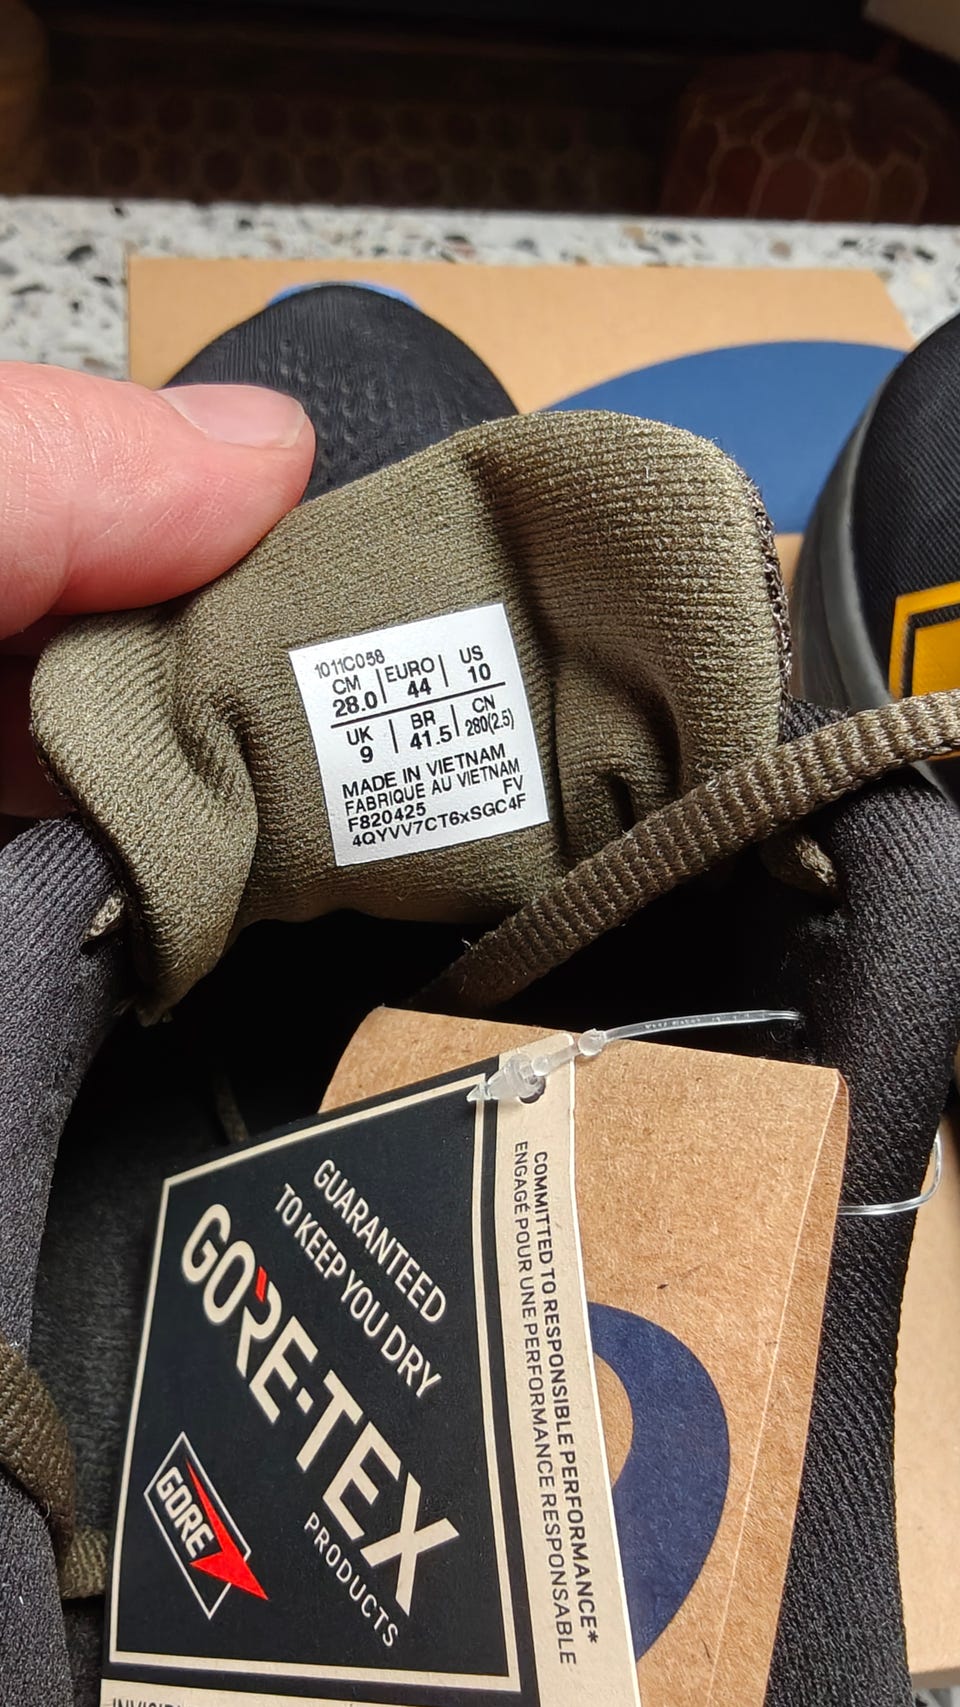 1011C058
CM EURO US
28.0 44 10
UK BR CN
9 41.5 280(2.5)
MADE IN VIETNAM
FABRIQUE AU VIETNAM
F820425 FV
4QYVV7CT6xSGC4F
GUARANTEED
TO KEEP YOU DRY
GORE-TEX
PRODUCTS
GORE
COMMITTED TO RESPONSIBLE PERFORMANCE*
ENGAGÉ POUR UNE PERFORMANCE RESPONSABLE